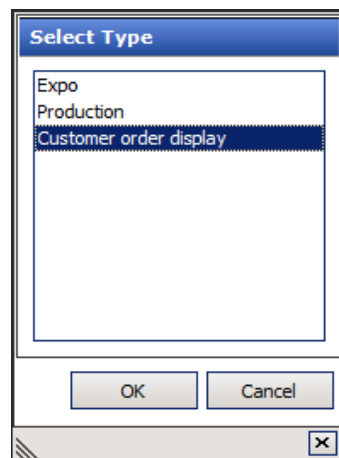 Select Type
Expo
Production
Customer order display
OK Cancel